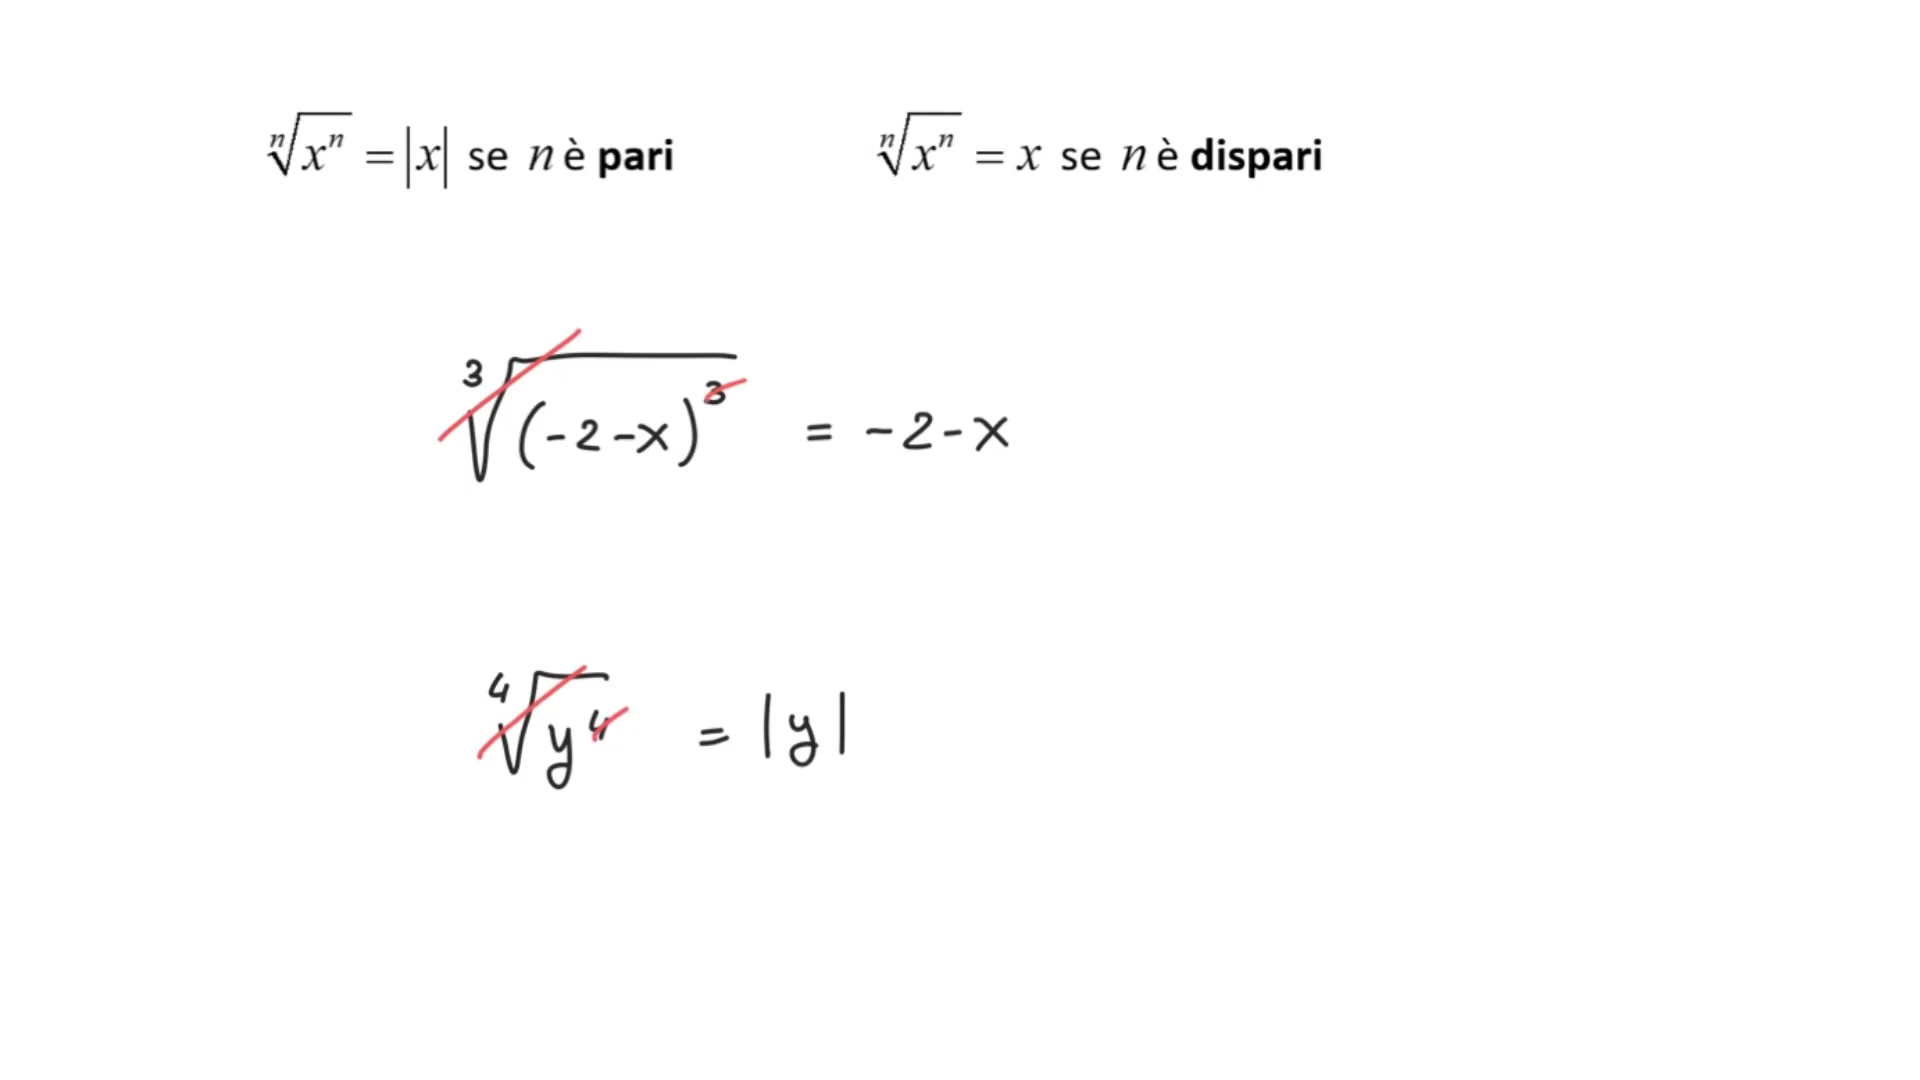 ⁿ√xⁿ = |x| se n è pari
ⁿ√xⁿ = x se n è dispari
³√(-2-x)³ = -2-x
⁴√y⁴ = |y|